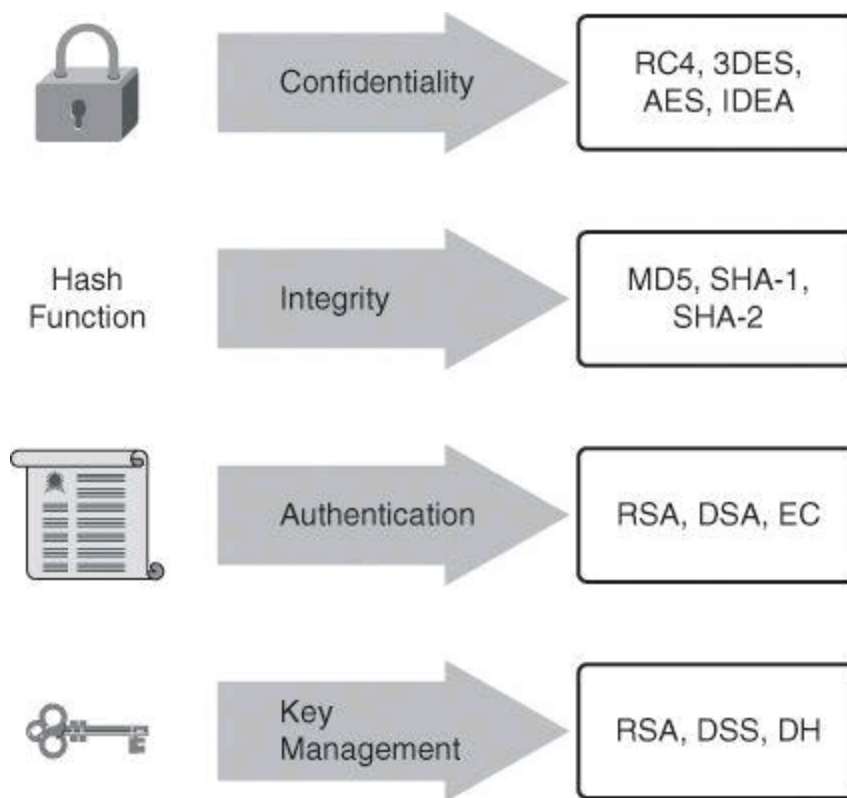 Confidentiality
RC4, 3DES,
AES, IDEA
Hash
Function
Integrity
MD5, SHA-1,
SHA-2
Authentication
RSA, DSA, EC
Key
Management
RSA, DSS, DH